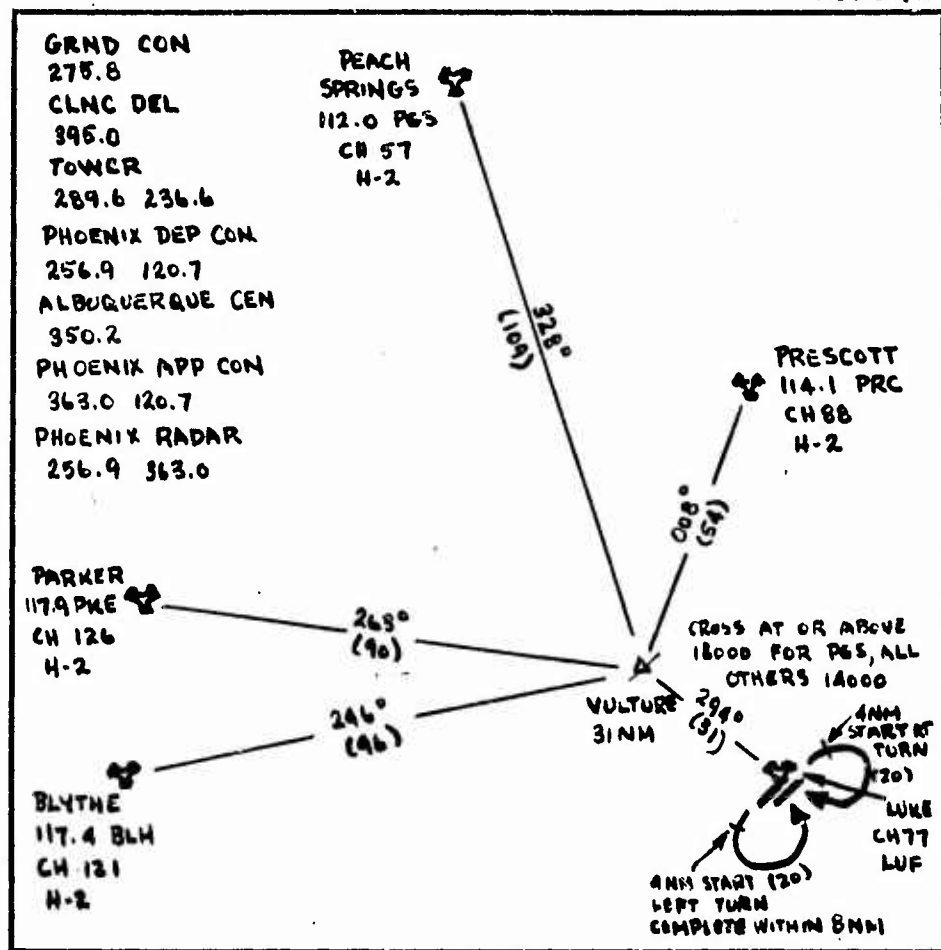 GRND CON
275.8
CLNC DEL
395.0
TOWER
289.6 236.6
PHOENIX DEP CON
256.9 120.7
ALBUQUERQUE CEN
350.2
PHOENIX APP CON
363.0 120.7
PHOENIX RADAR
256.9 363.0
PEACH
SPRINGS
112.0 PGS
CH 57
H-2
328°
(109)
PRESCOTT
114.1 PRC
CH 88
H-2
008°
(54)
PARKER
117.9 PKE
CH 126
H-2
263°
(90)
CROSS AT OR ABOVE
18000 FOR PGS, ALL
OTHERS 14000
VULTURE
31NM
294°
(31)
246°
(96)
BLYTHE
117.4 BLH
CH 121
H-2
4NM
START RT
TURN
(20)
LUKE
CH77
LUF
4NM START (20)
LEFT TURN
COMPLETE WITHIN 8NM